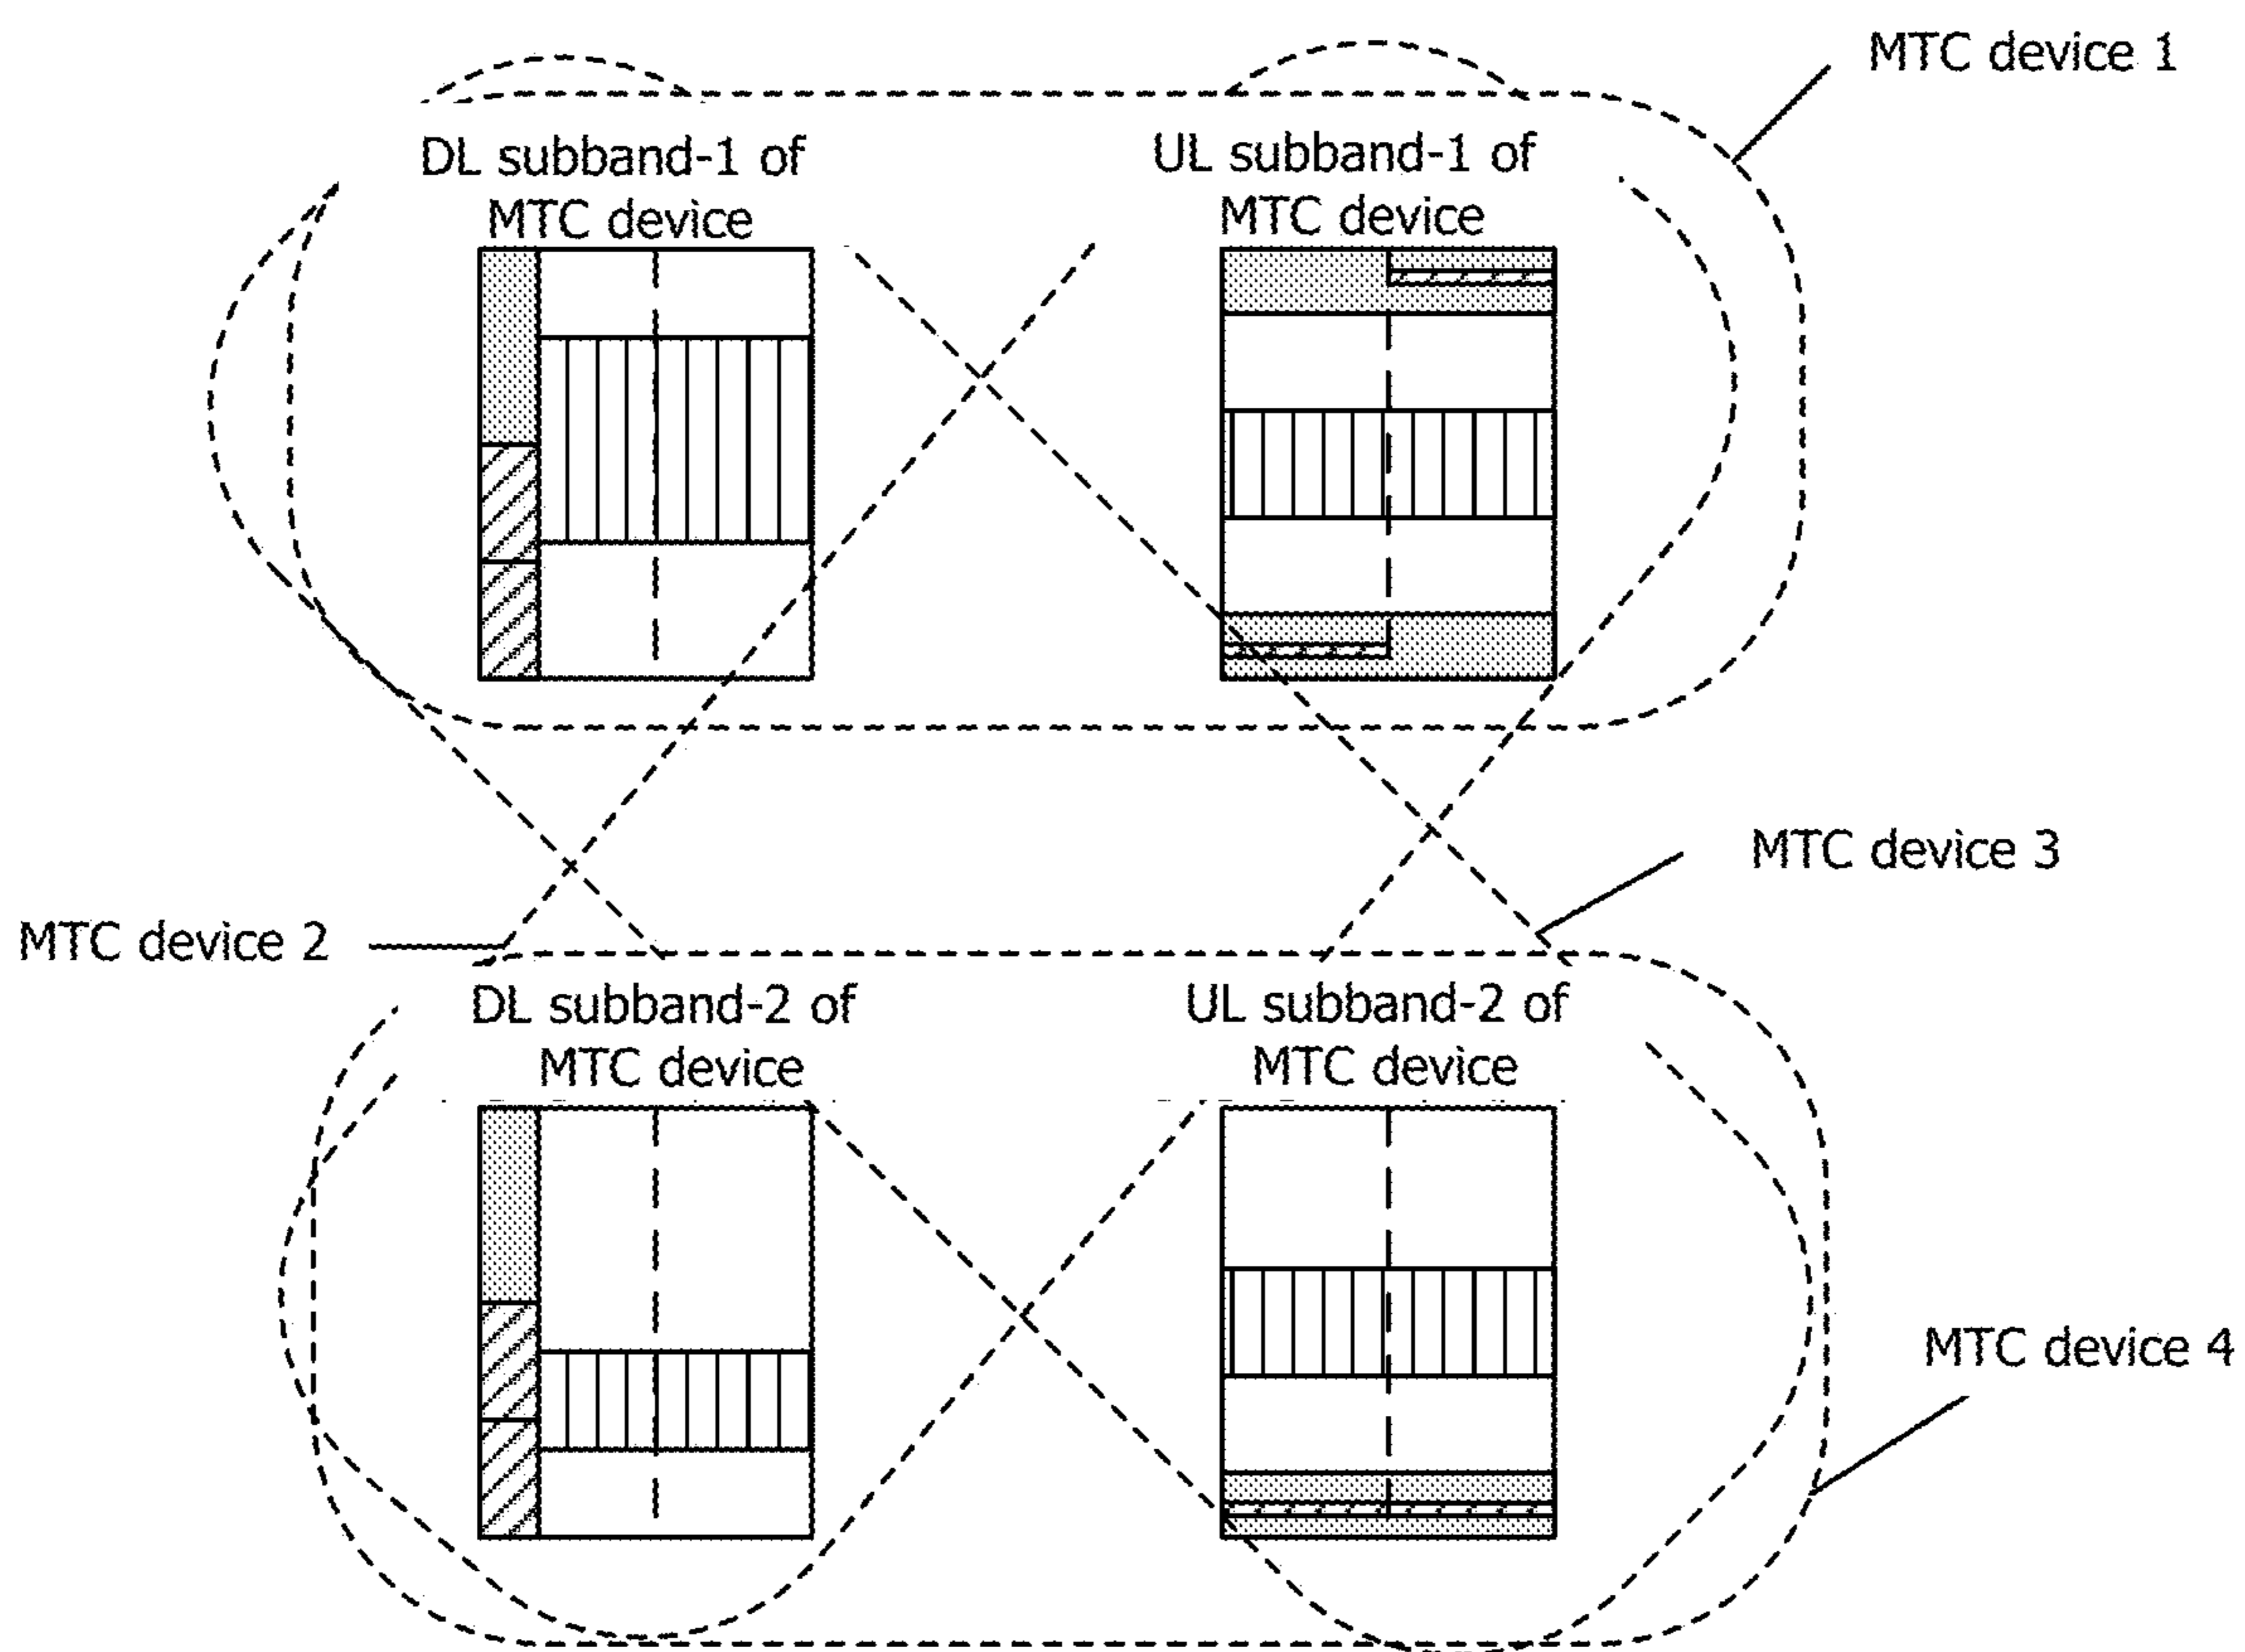 MTC device 1
DL subband-1 of
MTC device
UL subband-1 of
MTC device
MTC device 3
MTC device 2
DL subband-2 of
MTC device
UL subband-2 of
MTC device
MTC device 4